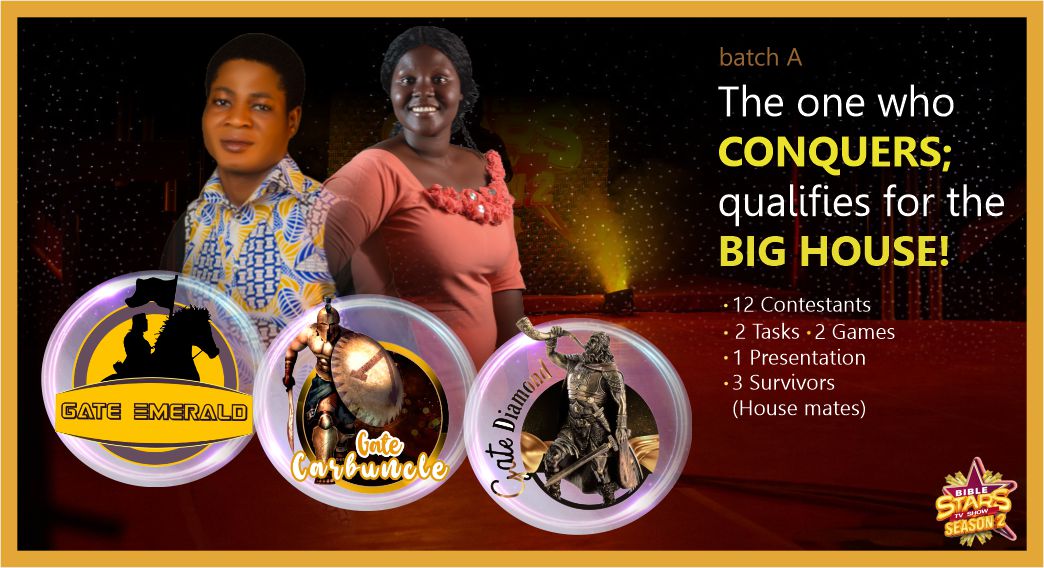 batch A
The one who
CONQUERS;
qualifies for the
BIG HOUSE!
• 12 Contestants
• 2 Tasks • 2 Games
• 1 Presentation
• 3 Survivors
(House mates)
GATE EMERALD
Gate
Carbuncle
Gate Diamond
BIBLE
STARS
TV SHOW
SEASON 2